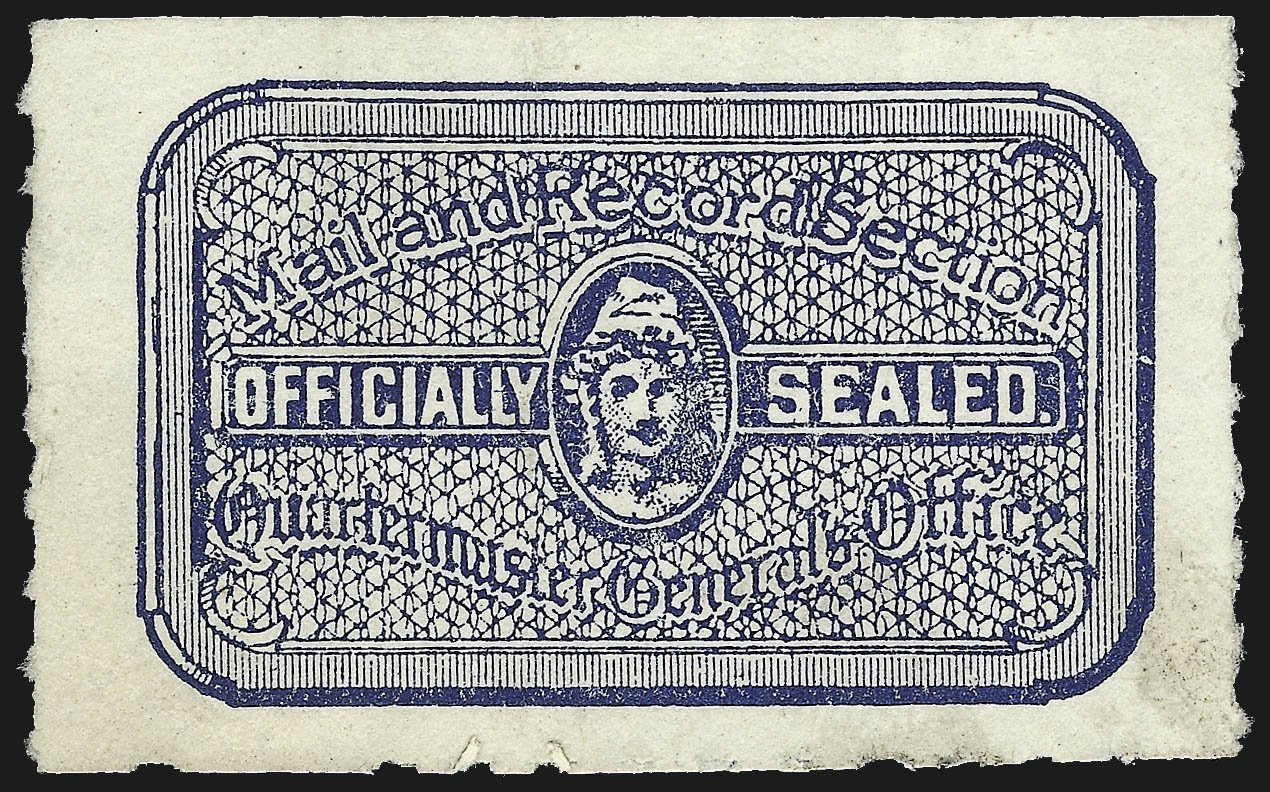 Mail and Record Section
OFFICIALLY SEALED.
Quartermaster General's Office